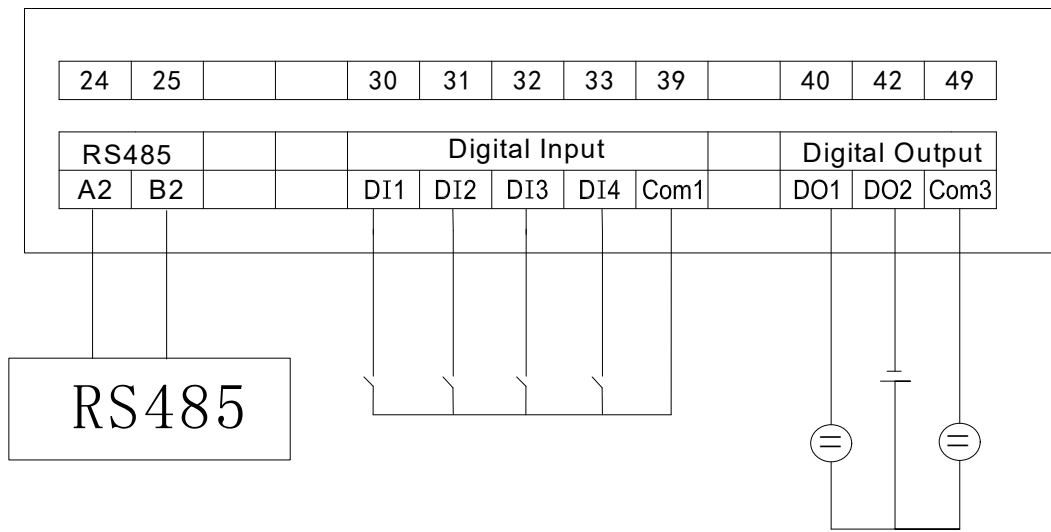 24 25 30 31 32 33 39 40 42 49
RS485 Digital Input Digital Output
A2 B2 DI1 DI2 DI3 DI4 Com1 DO1 DO2 Com3
RS485